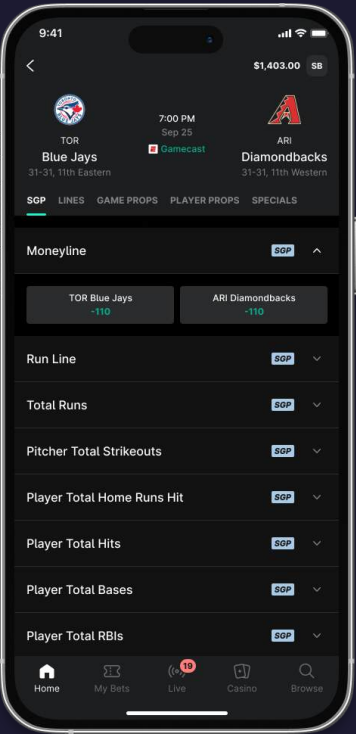 9:41
$1,403.00 SB
TOR
Blue Jays
31-31, 11th Eastern
7:00 PM
Sep 25
Gamecast
ARI
Diamondbacks
31-31, 11th Western
SGP LINES GAME PROPS PLAYER PROPS SPECIALS
Moneyline SGP
TOR Blue Jays
-110
ARI Diamondbacks
-110
Run Line SGP
Total Runs SGP
Pitcher Total Strikeouts SGP
Player Total Home Runs Hit SGP
Player Total Hits SGP
Player Total Bases SGP
Player Total RBIs SGP
19
Home My Bets Live Casino Browse